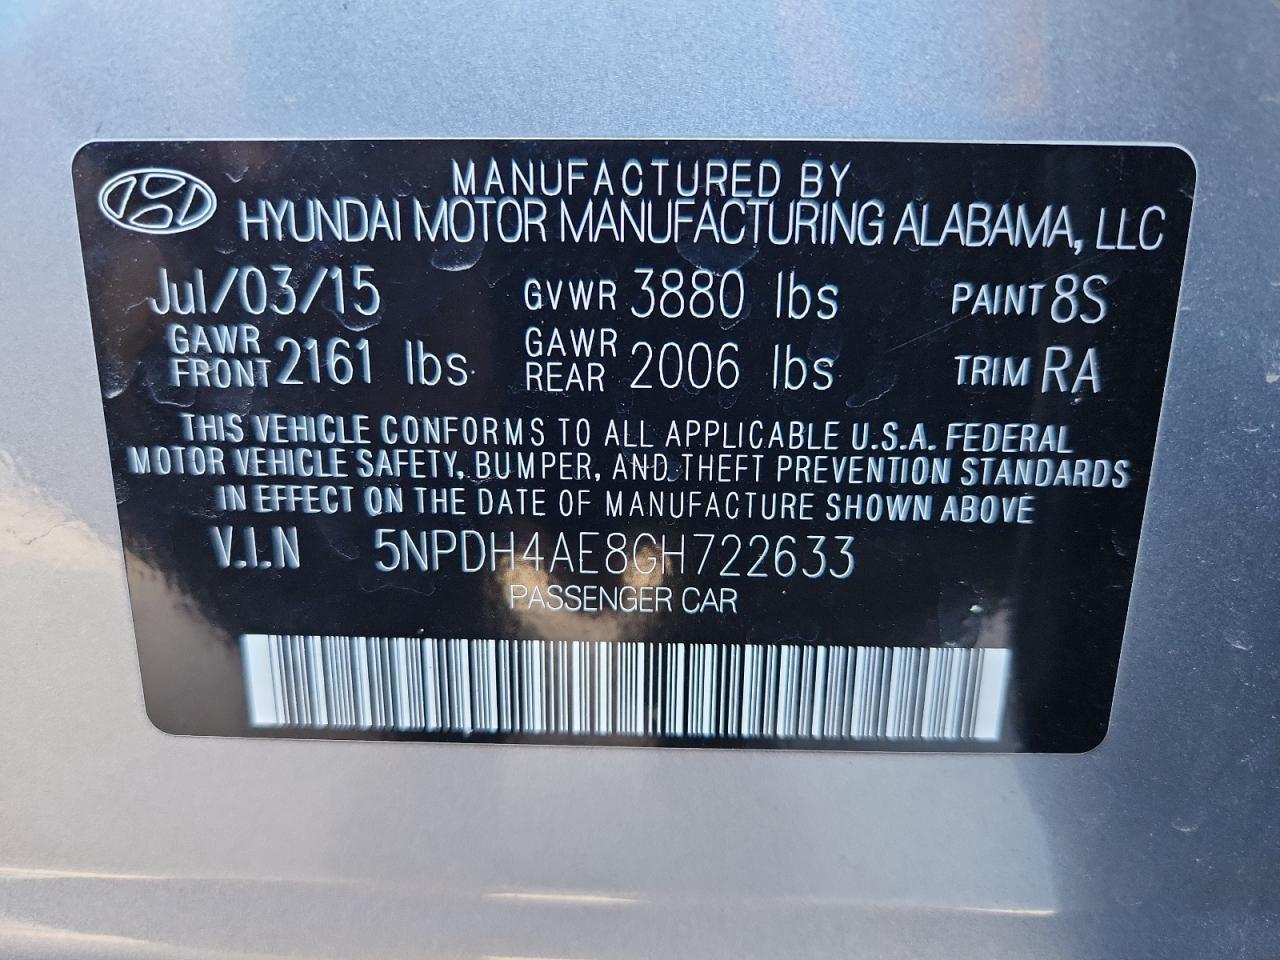 MANUFACTURED BY
HYUNDAI MOTOR MANUFACTURING ALABAMA, LLC
Jul/03/15 GVWR 3880 lbs PAINT 8S
GAWR FRONT 2161 lbs GAWR REAR 2006 lbs TRIM RA
THIS VEHICLE CONFORMS TO ALL APPLICABLE U.S.A. FEDERAL
MOTOR VEHICLE SAFETY, BUMPER, AND THEFT PREVENTION STANDARDS
IN EFFECT ON THE DATE OF MANUFACTURE SHOWN ABOVE
V.I.N 5NPDH4AE8GH722633
PASSENGER CAR